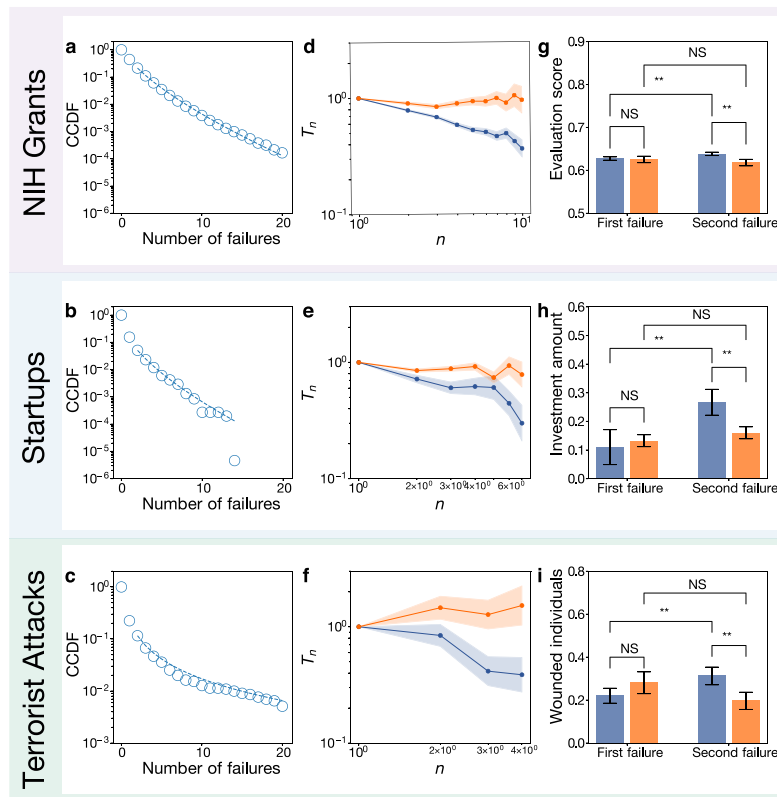 NIH Grants
a
10⁰
10⁻¹
10⁻²
10⁻³
10⁻⁴
10⁻⁵
10⁻⁶
CCDF
0 10 20
Number of failures
d
10⁰
10⁻¹
Tₙ
10⁰ 10¹
n
g
0.9
0.8
0.7
0.6
0.5
Evaluation score
NS
**
NS
**
First failure Second failure
Startups
b
10⁰
10⁻¹
10⁻²
10⁻³
10⁻⁴
10⁻⁵
10⁻⁶
CCDF
0 10 20
Number of failures
e
10⁰
10⁻¹
Tₙ
10⁰ 2×10⁰ 3×10⁰ 4×10⁰ 6×10⁰
n
h
0.6
0.5
0.4
0.3
0.2
0.1
0.0
Investment amount
NS
**
**
NS
First failure Second failure
Terrorist Attacks
c
10⁰
10⁻¹
10⁻²
10⁻³
CCDF
0 10 20
Number of failures
f
10⁰
10⁻¹
Tₙ
10⁰ 2×10⁰ 3×10⁰ 4×10⁰
n
i
0.8
0.6
0.4
0.2
0.0
Wounded individuals
NS
**
NS
**
First failure Second failure